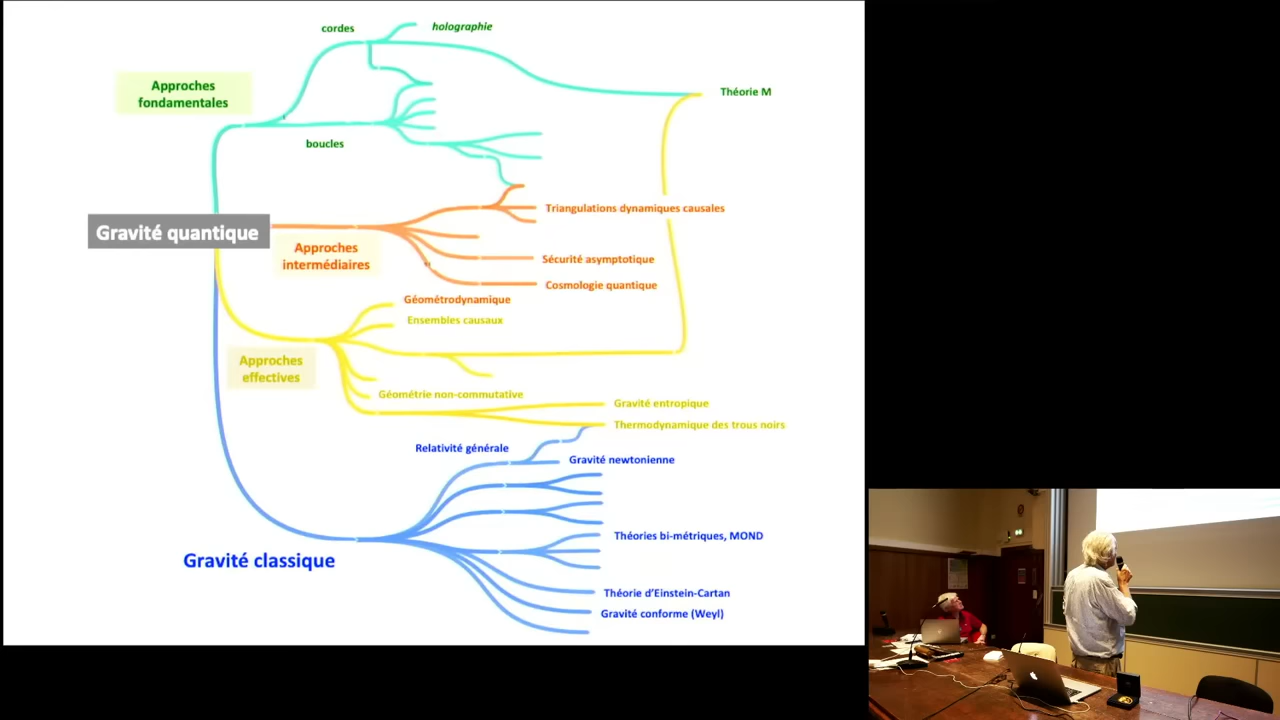 cordes
holographie
Approches
fondamentales
Théorie M
boucles
Triangulations dynamiques causales
Gravité quantique
Approches
intermédiaires
Sécurité asymptotique
Cosmologie quantique
Géométrodynamique
Ensembles causaux
Approches
effectives
Géométrie non-commutative
Gravité entropique
Thermodynamique des trous noirs
Relativité générale
Gravité newtonienne
Théories bi-métriques, MOND
Gravité classique
Théorie d'Einstein-Cartan
Gravité conforme (Weyl)